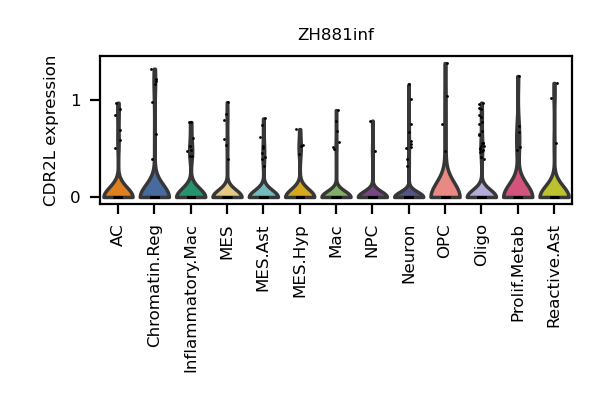 ZH881inf
CDR2L expression
1
0
AC
Chromatin.Reg
Inflammatory.Mac
MES
MES.Ast
MES.Hyp
Mac
NPC
Neuron
OPC
Oligo
Prolif.Metab
Reactive.Ast